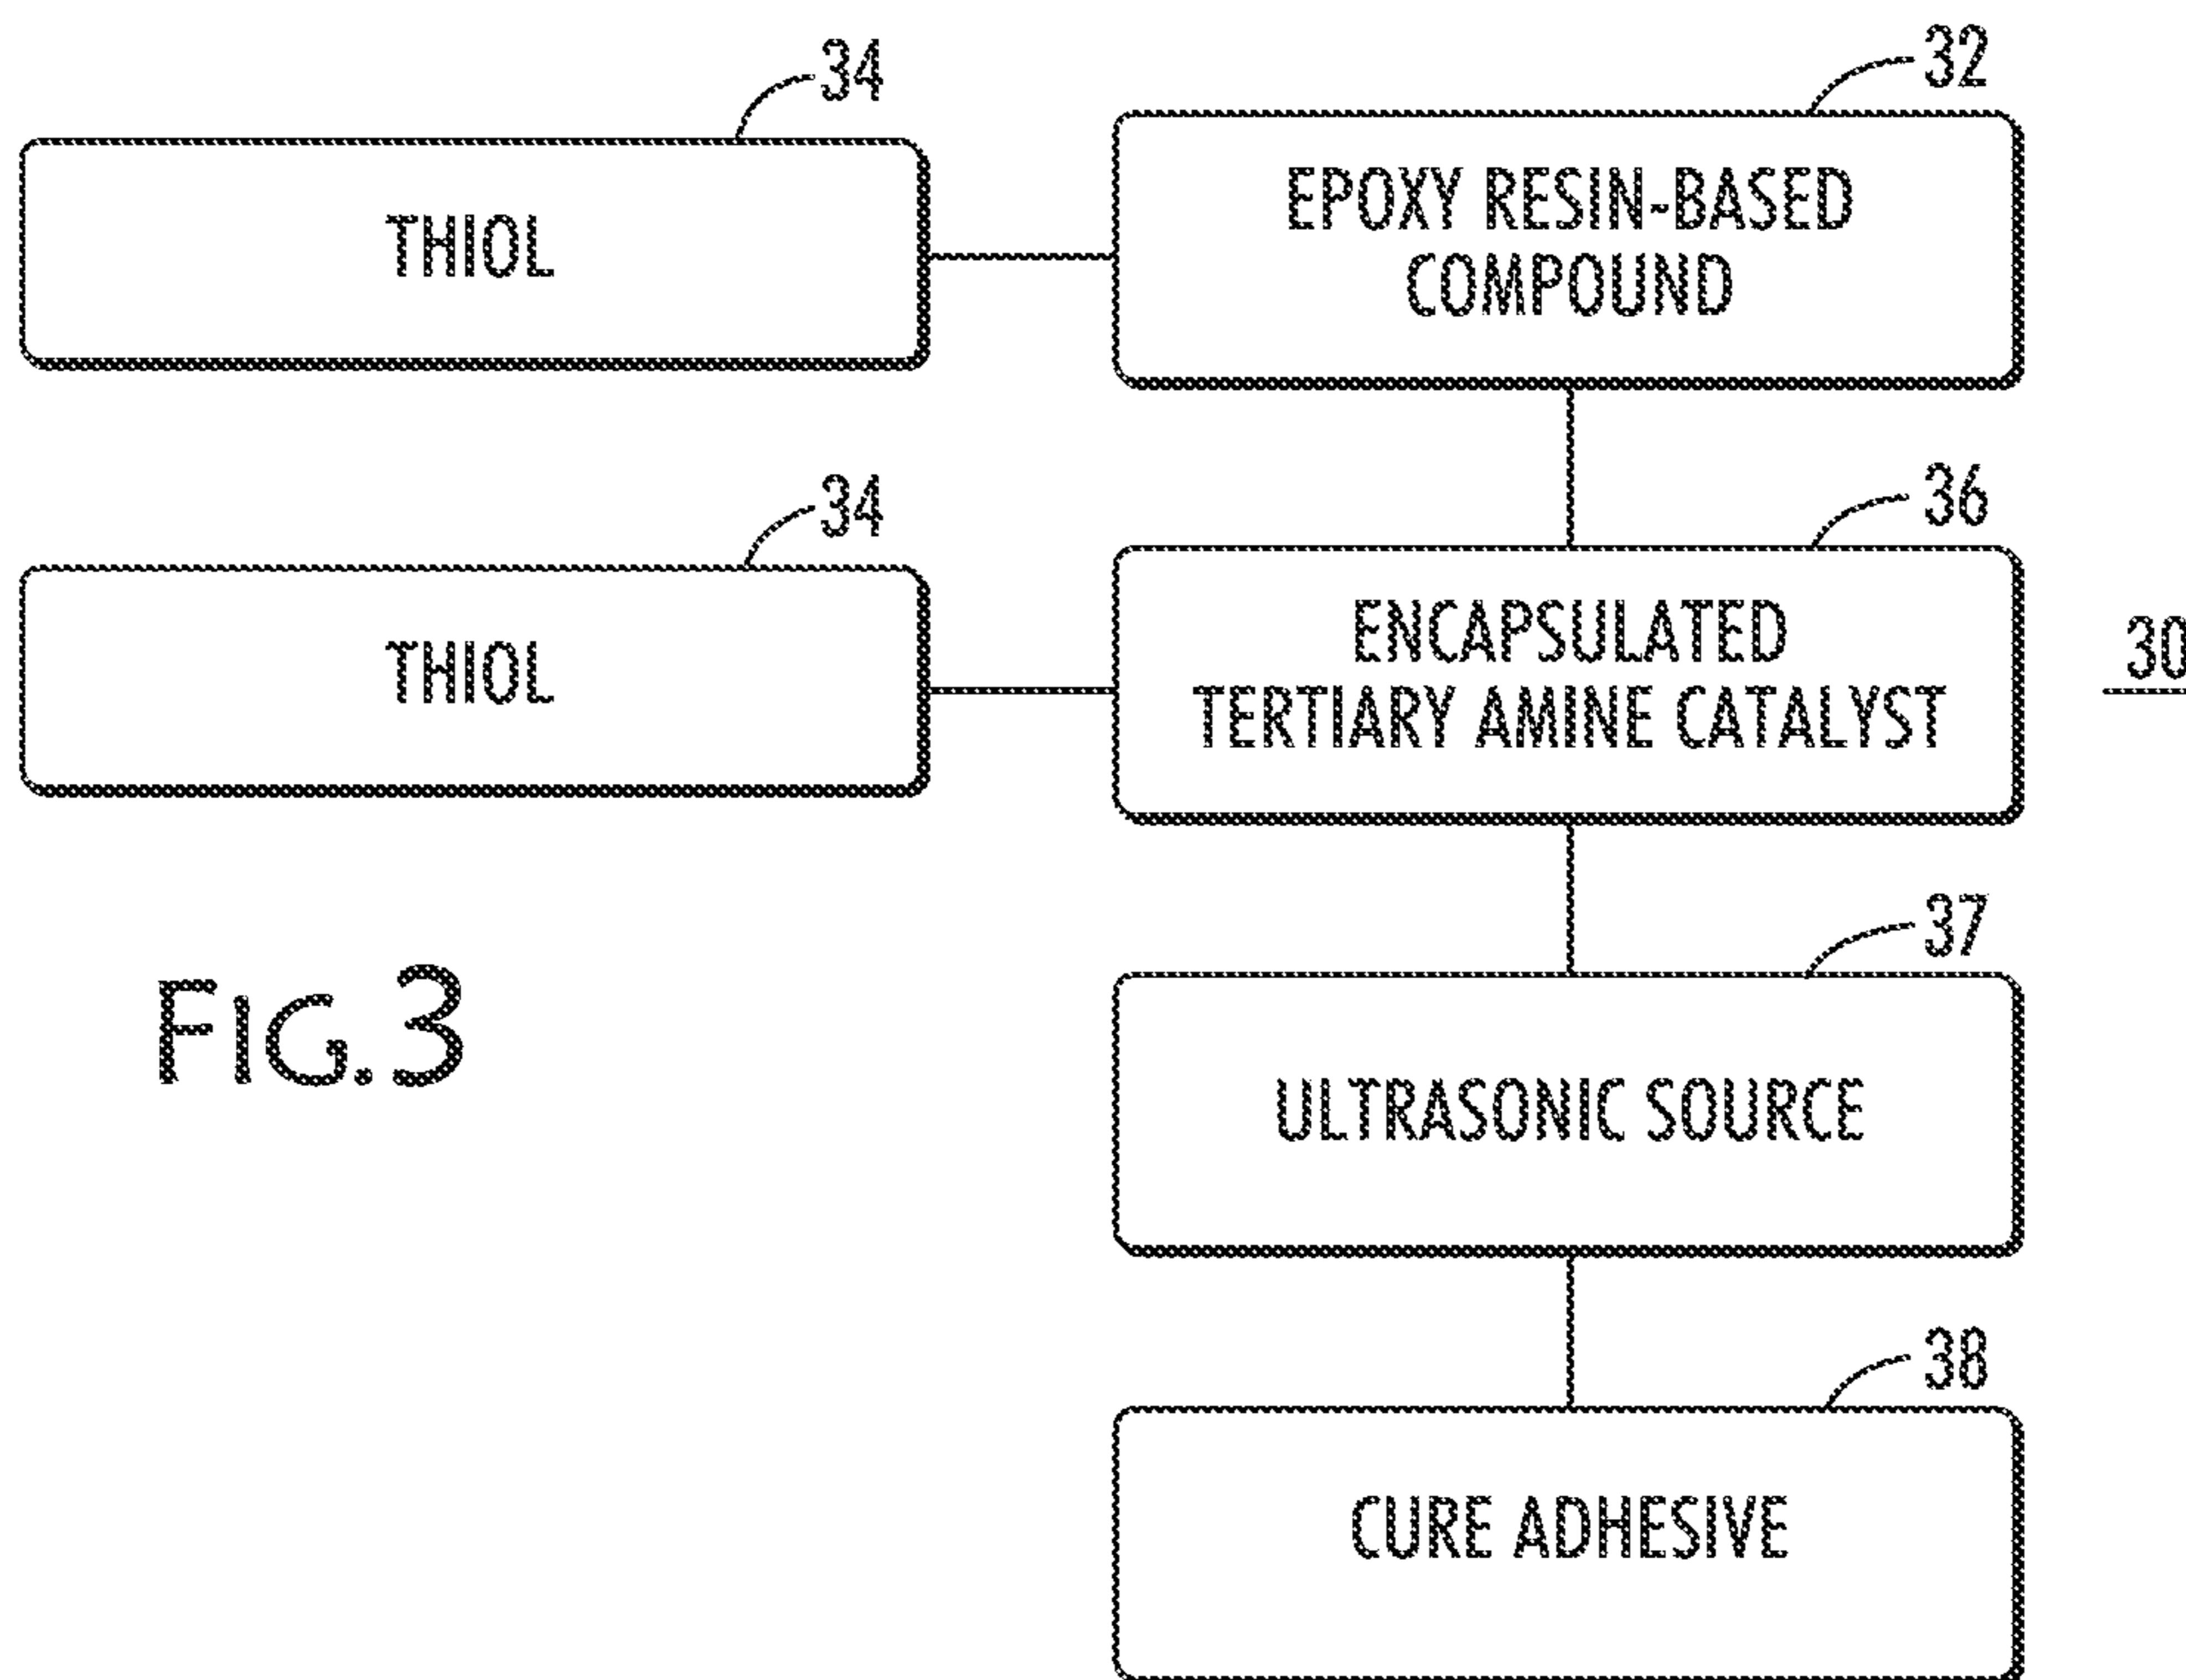 34
32
THIOL
EPOXY RESIN-BASED
COMPOUND
34
36
THIOL
ENCAPSULATED
TERTIARY AMINE CATALYST
30
37
FIG.3
ULTRASONIC SOURCE
38
CURE ADHESIVE